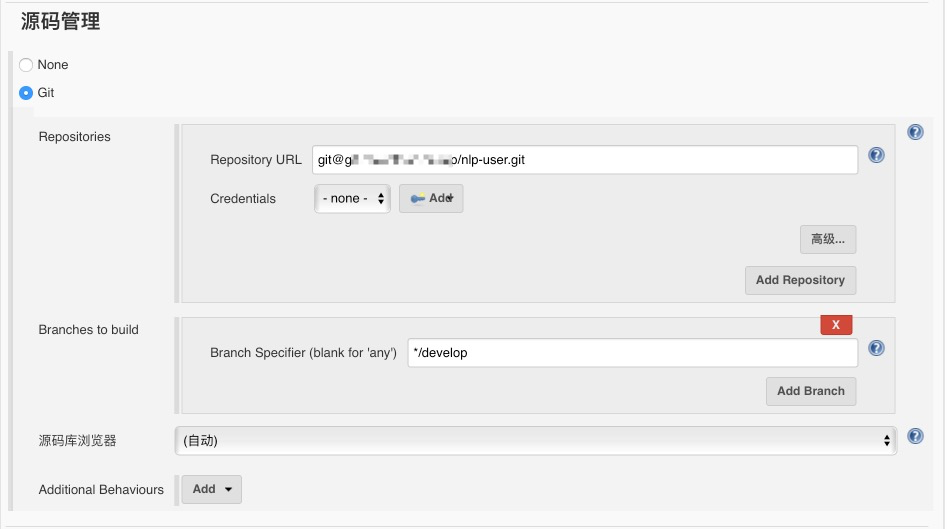 源码管理
None
Git
Repositories
Repository URL git@g /nlp-user.git
Credentials - none - Add
高级...
Add Repository
Branches to build
X
Branch Specifier (blank for 'any') */develop
Add Branch
源码库浏览器 (自动)
Additional Behaviours Add